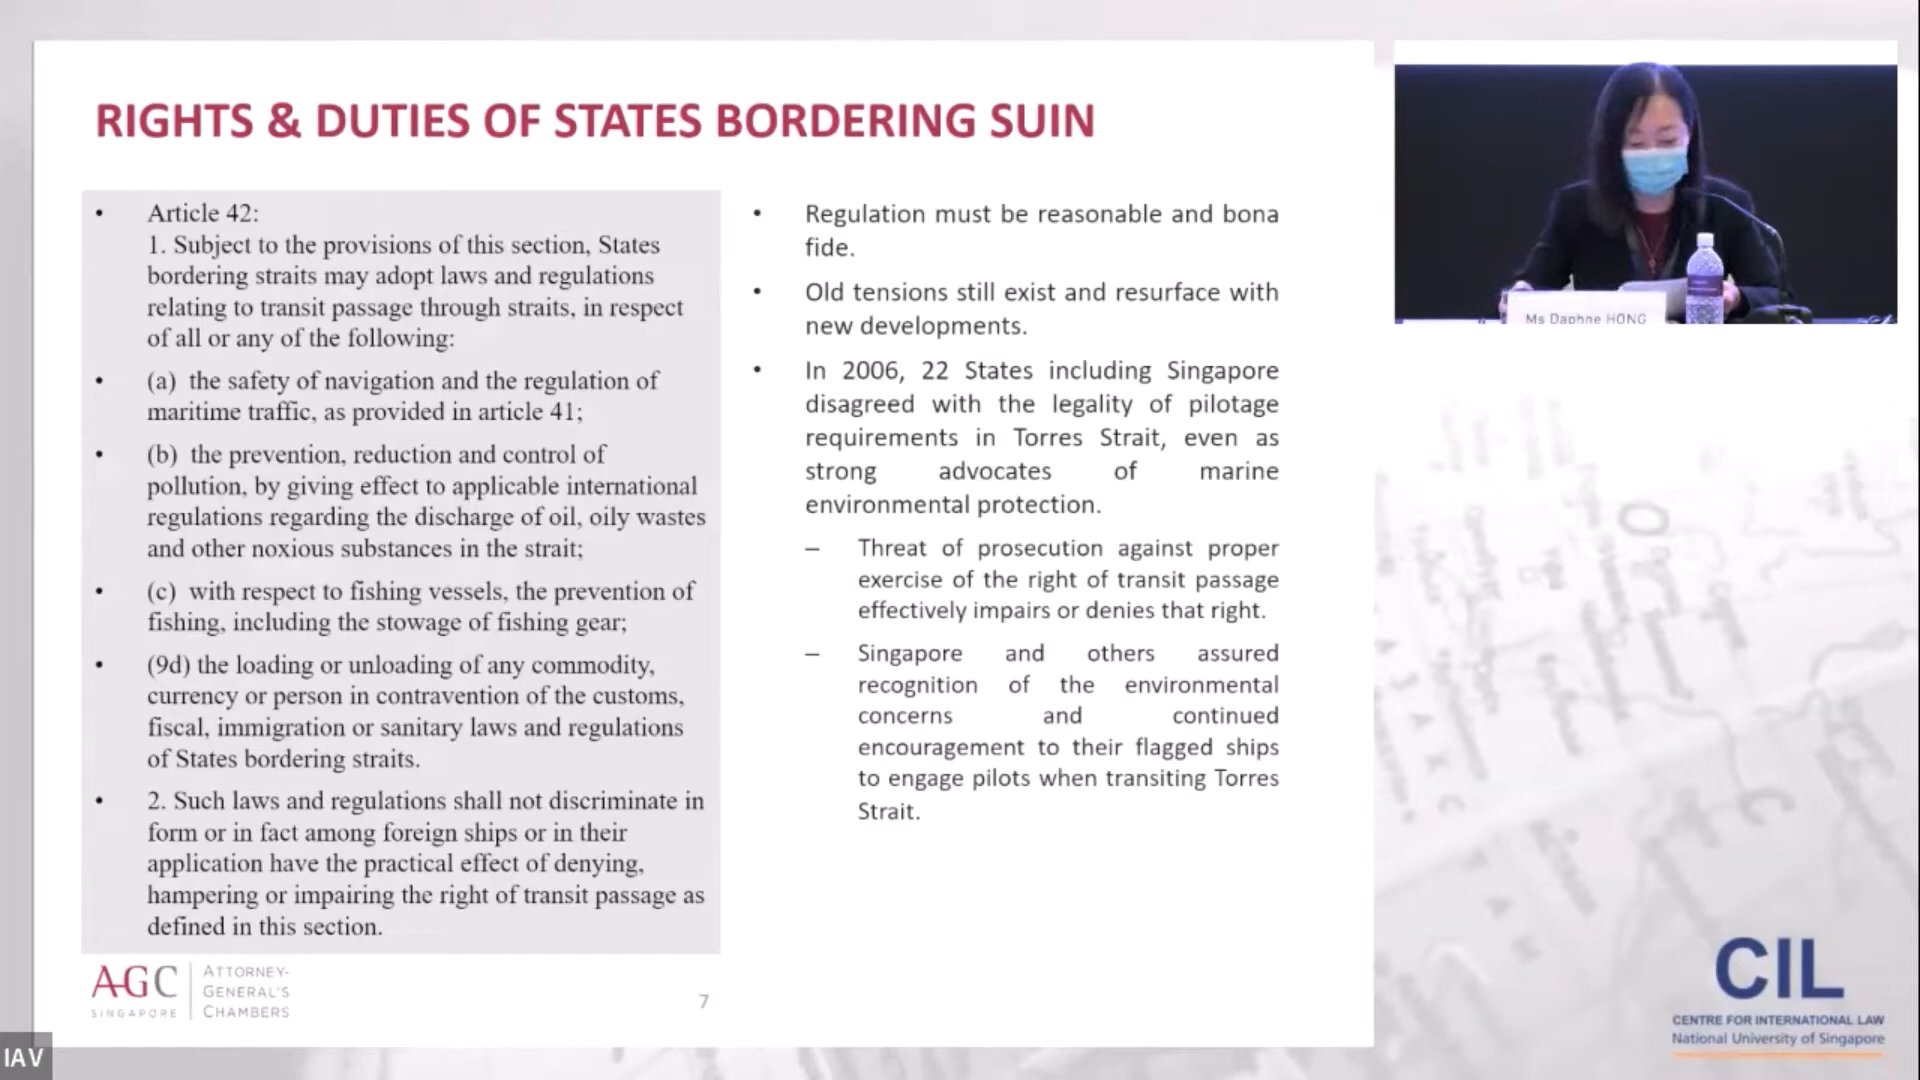 RIGHTS & DUTIES OF STATES BORDERING SUIN
• Article 42:
1. Subject to the provisions of this section, States
bordering straits may adopt laws and regulations
relating to transit passage through straits, in respect
of all or any of the following:
• (a) the safety of navigation and the regulation of
maritime traffic, as provided in article 41;
• (b) the prevention, reduction and control of
pollution, by giving effect to applicable international
regulations regarding the discharge of oil, oily wastes
and other noxious substances in the strait;
• (c) with respect to fishing vessels, the prevention of
fishing, including the stowage of fishing gear;
• (9d) the loading or unloading of any commodity,
currency or person in contravention of the customs,
fiscal, immigration or sanitary laws and regulations
of States bordering straits.
• 2. Such laws and regulations shall not discriminate in
form or in fact among foreign ships or in their
application have the practical effect of denying,
hampering or impairing the right of transit passage as
defined in this section.
• Regulation must be reasonable and bona
fide.
• Old tensions still exist and resurface with
new developments.
• In 2006, 22 States including Singapore
disagreed with the legality of pilotage
requirements in Torres Strait, even as
strong advocates of marine
environmental protection.
– Threat of prosecution against proper
exercise of the right of transit passage
effectively impairs or denies that right.
– Singapore and others assured
recognition of the environmental
concerns and continued
encouragement to their flagged ships
to engage pilots when transiting Torres
Strait.
AGC
SINGAPORE
ATTORNEY-
GENERAL'S
CHAMBERS
7
Ms Daphne HONG
CIL
CENTRE FOR INTERNATIONAL LAW
National University of Singapore
IAV